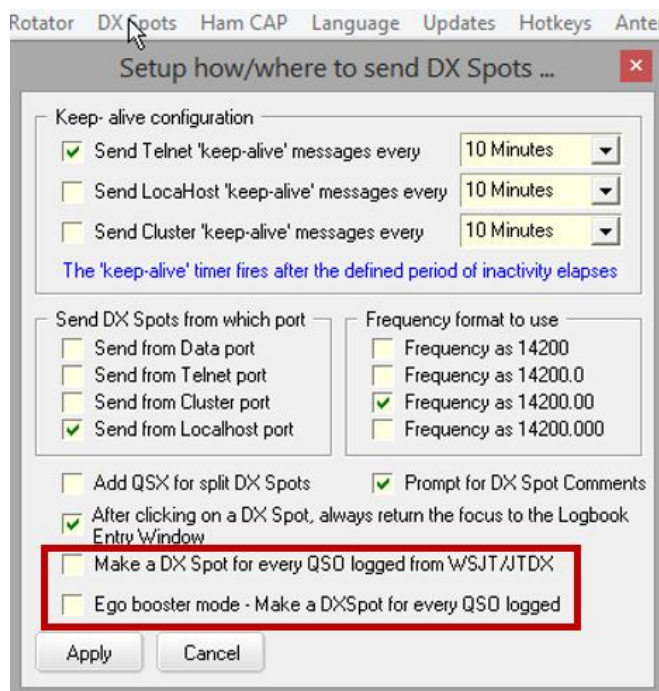 Rotator DX Spots Ham CAP Language Updates Hotkeys
Setup how/where to send DX Spots ...
Keep- alive configuration
Send Telnet 'keep-alive' messages every 10 Minutes
Send LocaHost 'keep-alive' messages every 10 Minutes
Send Cluster 'keep-alive' messages every 10 Minutes
The 'keep-alive' timer fires after the defined period of inactivity elapses
Send DX Spots from which port
Send from Data port
Send from Telnet port
Send from Cluster port
Send from Localhost port
Frequency format to use
Frequency as 14200
Frequency as 14200.0
Frequency as 14200.00
Frequency as 14200.000
Add QSX for split DX Spots
Prompt for DX Spot Comments
After clicking on a DX Spot, always return the focus to the Logbook
Entry Window
Make a DX Spot for every QSO logged from WSJT/JTDX
Ego booster mode - Make a DXSpot for every QSO logged
Apply Cancel